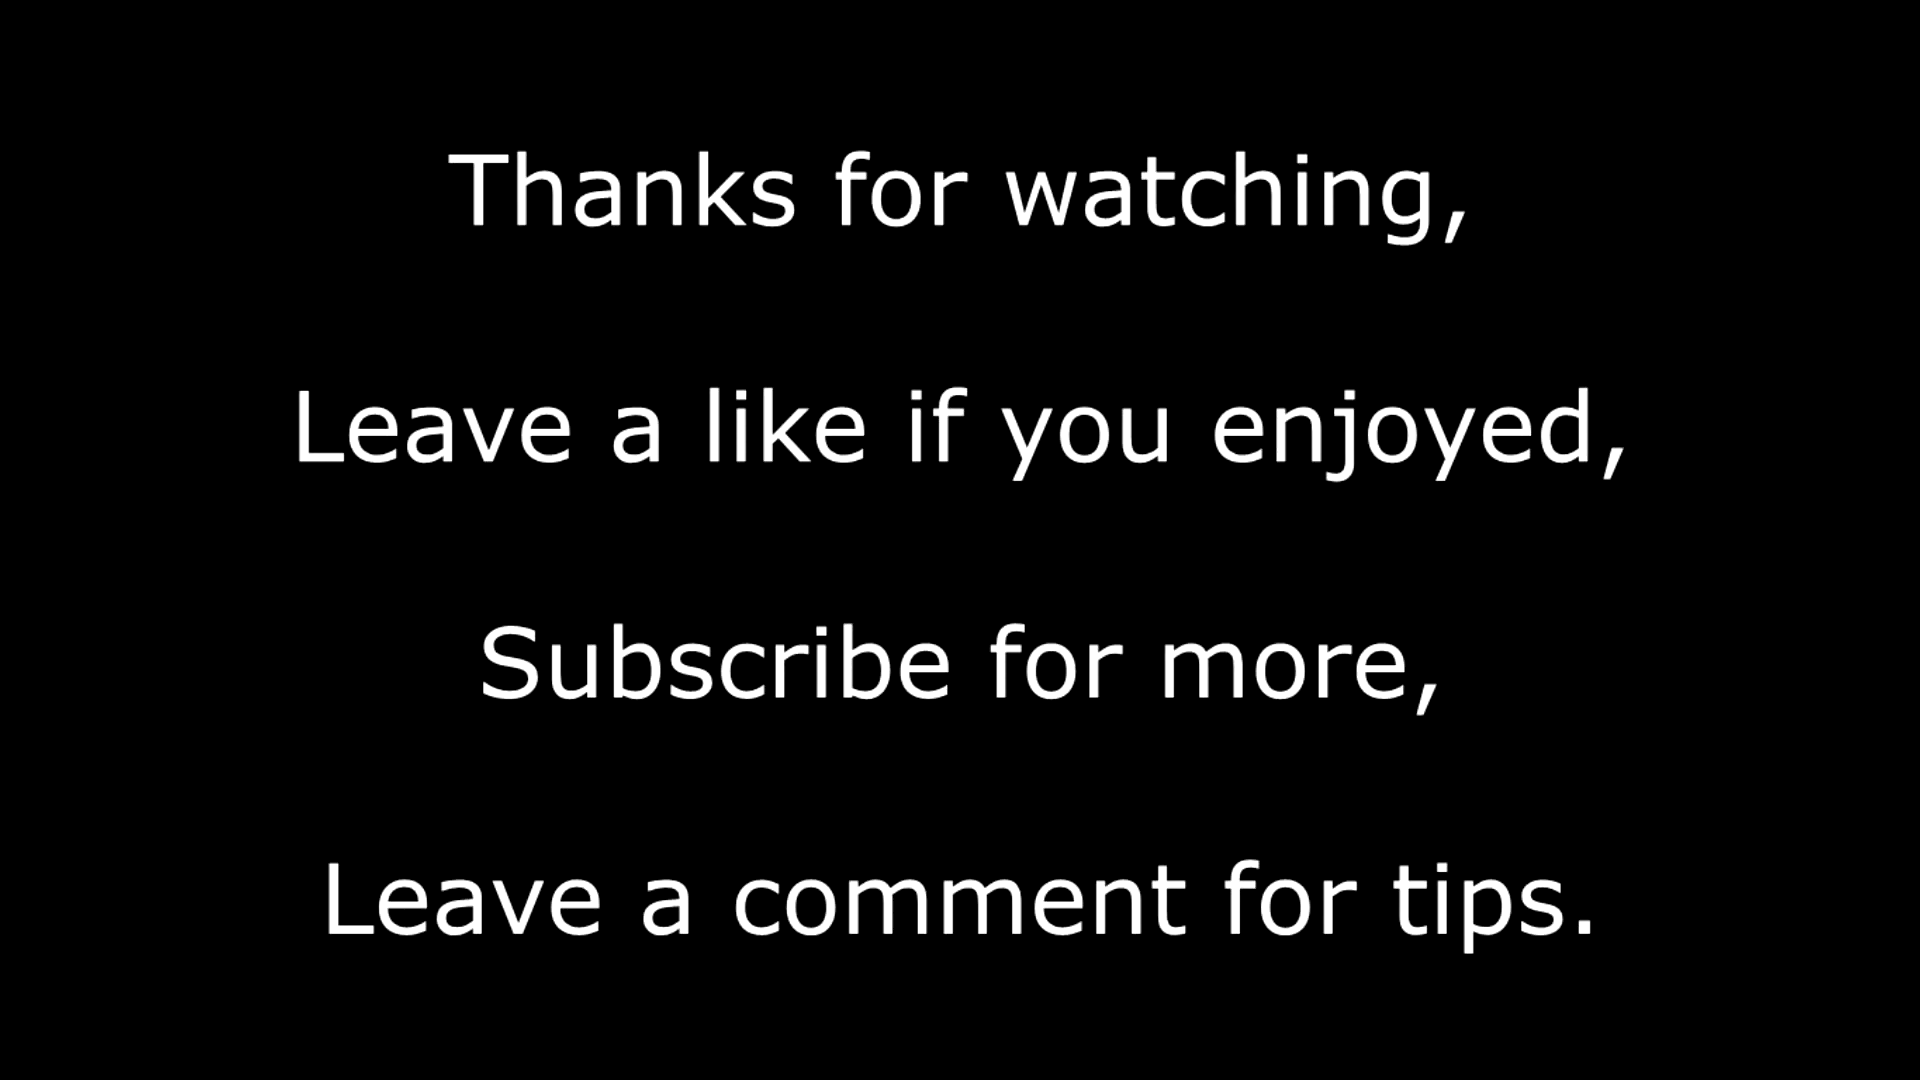 Thanks for watching,
Leave a like if you enjoyed,
Subscribe for more,
Leave a comment for tips.